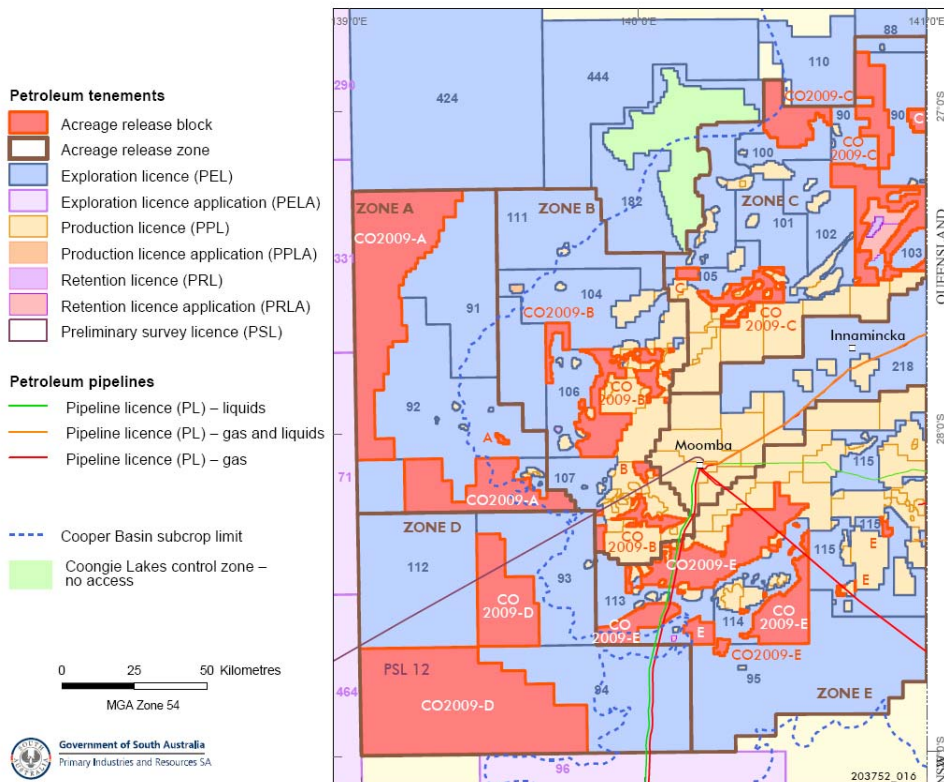 Petroleum tenements
Acreage release block
Acreage release zone
Exploration licence (PEL)
Exploration licence application (PELA)
Production licence (PPL)
Production licence application (PPLA)
Retention licence (PRL)
Retention licence application (PRLA)
Preliminary survey licence (PSL)
Petroleum pipelines
Pipeline licence (PL) – liquids
Pipeline licence (PL) – gas and liquids
Pipeline licence (PL) – gas
Cooper Basin subcrop limit
Coongie Lakes control zone –
no access
0 25 50 Kilometres
MGA Zone 54
SOUTH
AUSTRALIA
Government of South Australia
Primary Industries and Resources SA
139°0'E
140°0'E
141°0'E
88
110
444
424
290
27°0'S
CO2009-C
90
90
C
CO
2009-C
100
182
ZONE A
ZONE B
ZONE C
111
101
CO2009-A
102
103
331
105
QUEENSLAND
C
104
91
CO2009-B
CO
2009-C
Innamincka
218
106
CO
2009-B
92
28°0'S
A
Moomba
B
115
71
107
CO2009-A
ZONE D
115
CO
2009-B
115
E
112
CO2009-E
93
E
CO
2009-D
113
114
CO
2009-E
CO
2009-E
E
CO2009-E
PSL 12
95
464
94
ZONE E
CO2009-D
96
203752_016